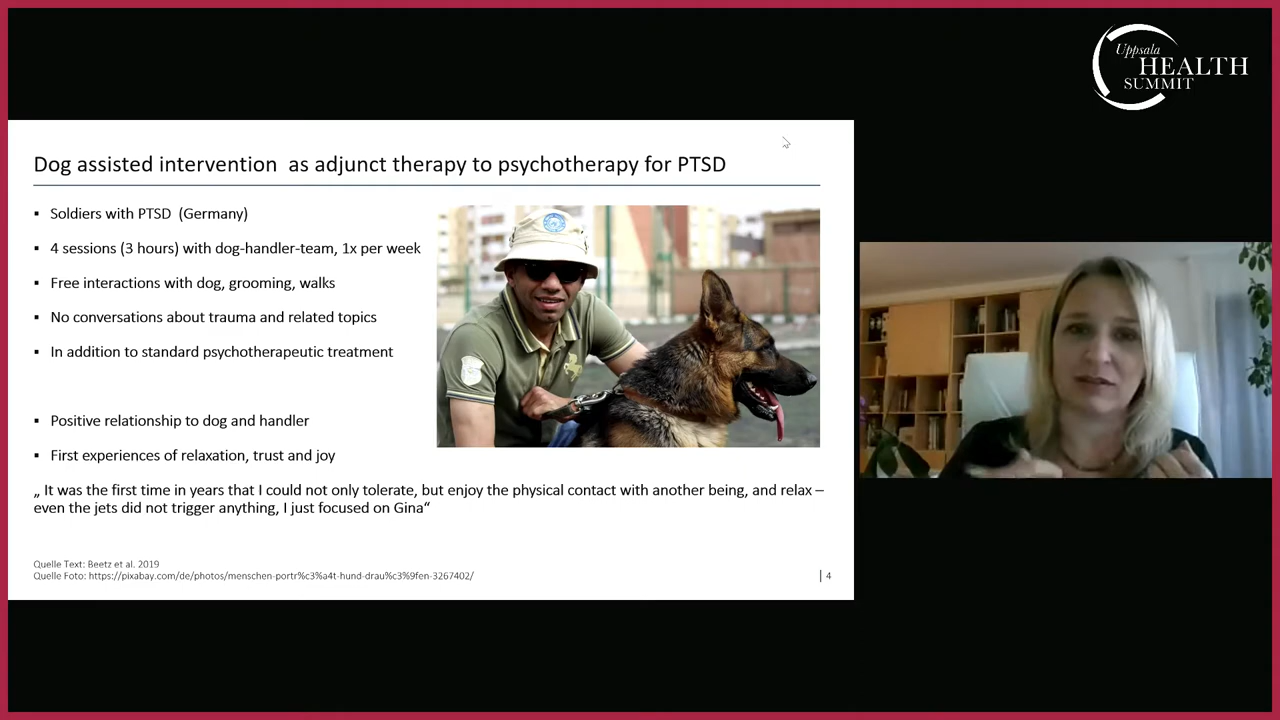 Uppsala
HEALTH
SUMMIT
Dog assisted intervention as adjunct therapy to psychotherapy for PTSD
▪ Soldiers with PTSD (Germany)
▪ 4 sessions (3 hours) with dog-handler-team, 1x per week
▪ Free interactions with dog, grooming, walks
▪ No conversations about trauma and related topics
▪ In addition to standard psychotherapeutic treatment
▪ Positive relationship to dog and handler
▪ First experiences of relaxation, trust and joy
„ It was the first time in years that I could not only tolerate, but enjoy the physical contact with another being, and relax –
even the jets did not trigger anything, I just focused on Gina“
Quelle Text: Beetz et al. 2019
Quelle Foto: https://pixabay.com/de/photos/menschen-portr%c3%a4t-hund-drau%c3%9fen-3267402/
4